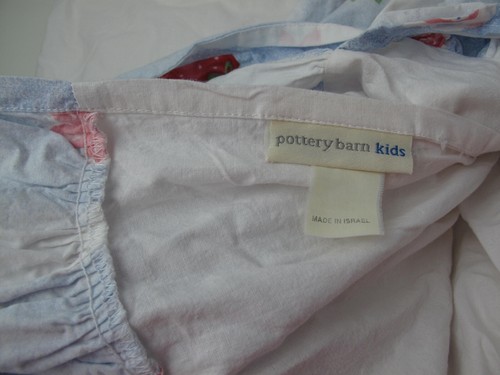 pottery barn kids
MADE IN ISRAEL